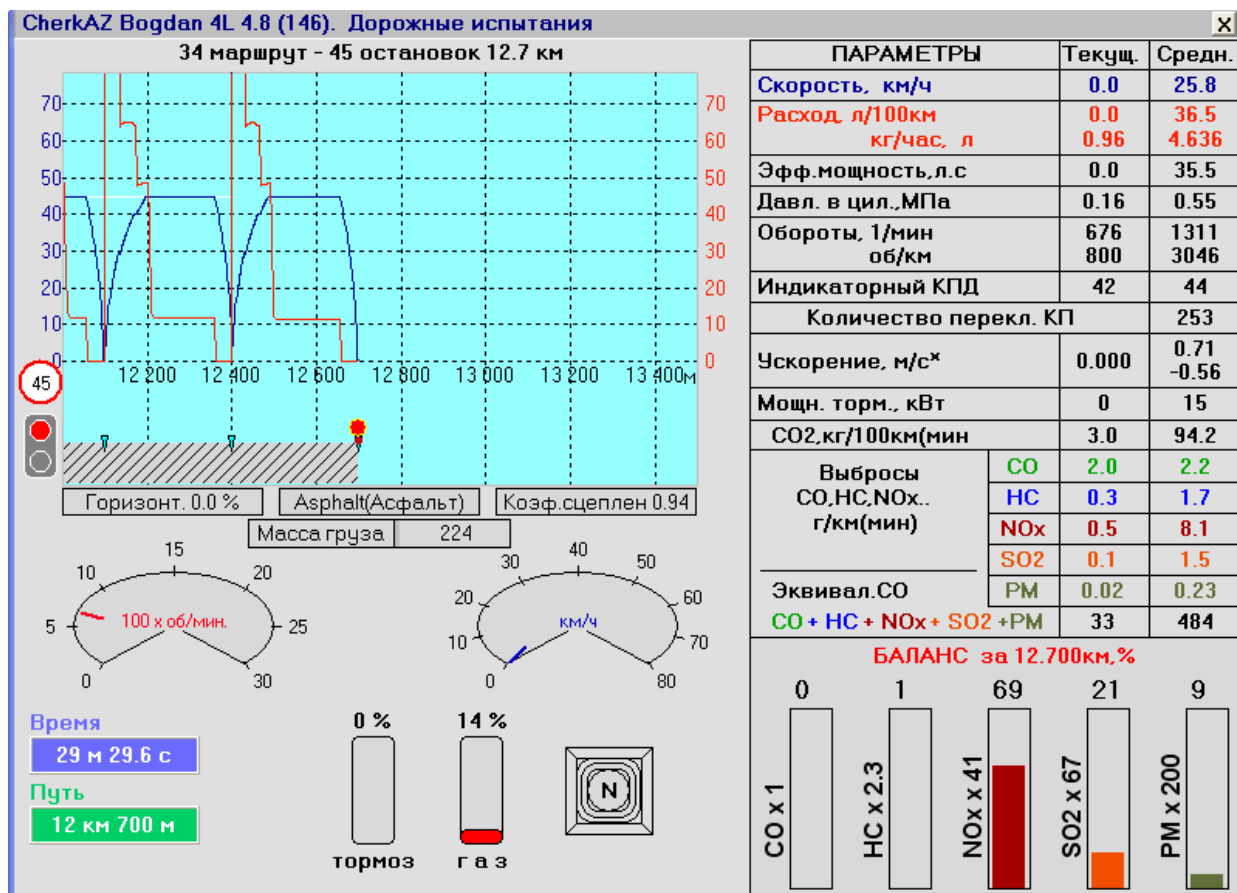 CherkAZ Bogdan 4L 4.8 (146). Дорожные испытания
X
34 маршрут - 45 остановок 12.7 км
70
60
50
40
30
20
10
0
70
60
50
40
30
20
10
0
12 200 12 400 12 600 12 800 13 000 13 200 13 400м
45
Горизонт. 0.0 % Asphalt(Асфальт) Коэф.сцеплен 0.94
Масса груза 224
0 5 10 15 20 25 30
100 x об/мин.
0 10 20 30 40 50 60 70 80
км/ч
Время
29 м 29.6 с
Путь
12 км 700 м
0 % 14 %
тормоз газ
N
ПАРАМЕТРЫ Текущ. Средн.
Скорость, км/ч 0.0 25.8
Расход, л/100км 0.0 36.5
кг/час, л 0.96 4.636
Эфф.мощность,л.с 0.0 35.5
Давл. в цил.,МПа 0.16 0.55
Обороты, 1/мин 676 1311
об/км 800 3046
Индикаторный КПД 42 44
Количество перекл. КП 253
Ускорение, м/с* 0.000 0.71
-0.56
Мощн. торм., кВт 0 15
CO2,кг/100км(мин 3.0 94.2
Выбросы
CO,HC,NOx..
г/км(мин)
CO 2.0 2.2
HC 0.3 1.7
NOx 0.5 8.1
SO2 0.1 1.5
Эквивал.CO PM 0.02 0.23
CO + HC + NOx + SO2 +PM 33 484
БАЛАНС за 12.700км,%
0 1 69 21 9
CO x 1
HC x 2.3
NOx x 41
SO2 x 67
PM x 200